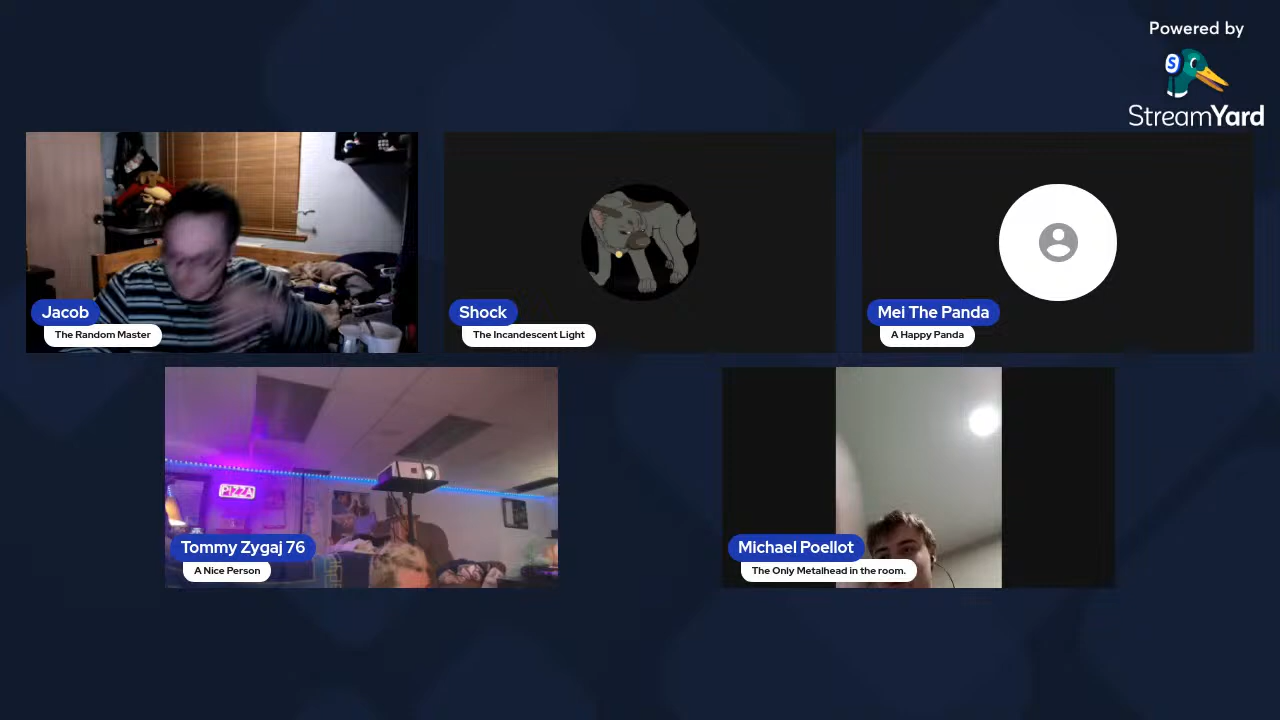 Powered by
S
StreamYard
Jacob
The Random Master
Shock
The Incandescent Light
Mei The Panda
A Happy Panda
PIZZA
Tommy Zygaj 76
A Nice Person
Michael Poellot
The Only Metalhead in the room.